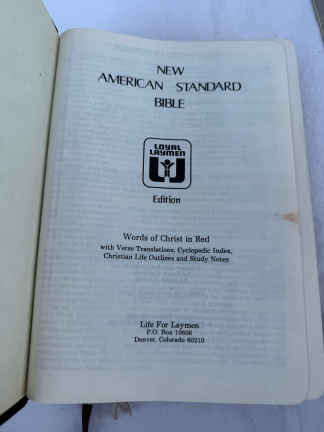 NEW
AMERICAN STANDARD
BIBLE
LOYAL
LAYMEN
Edition
Words of Christ in Red
with Verse Translations, Cyclopedic Index,
Christian Life Outlines and Study Notes
Life For Laymen
P.O. Box
Denver, Colorado 80210